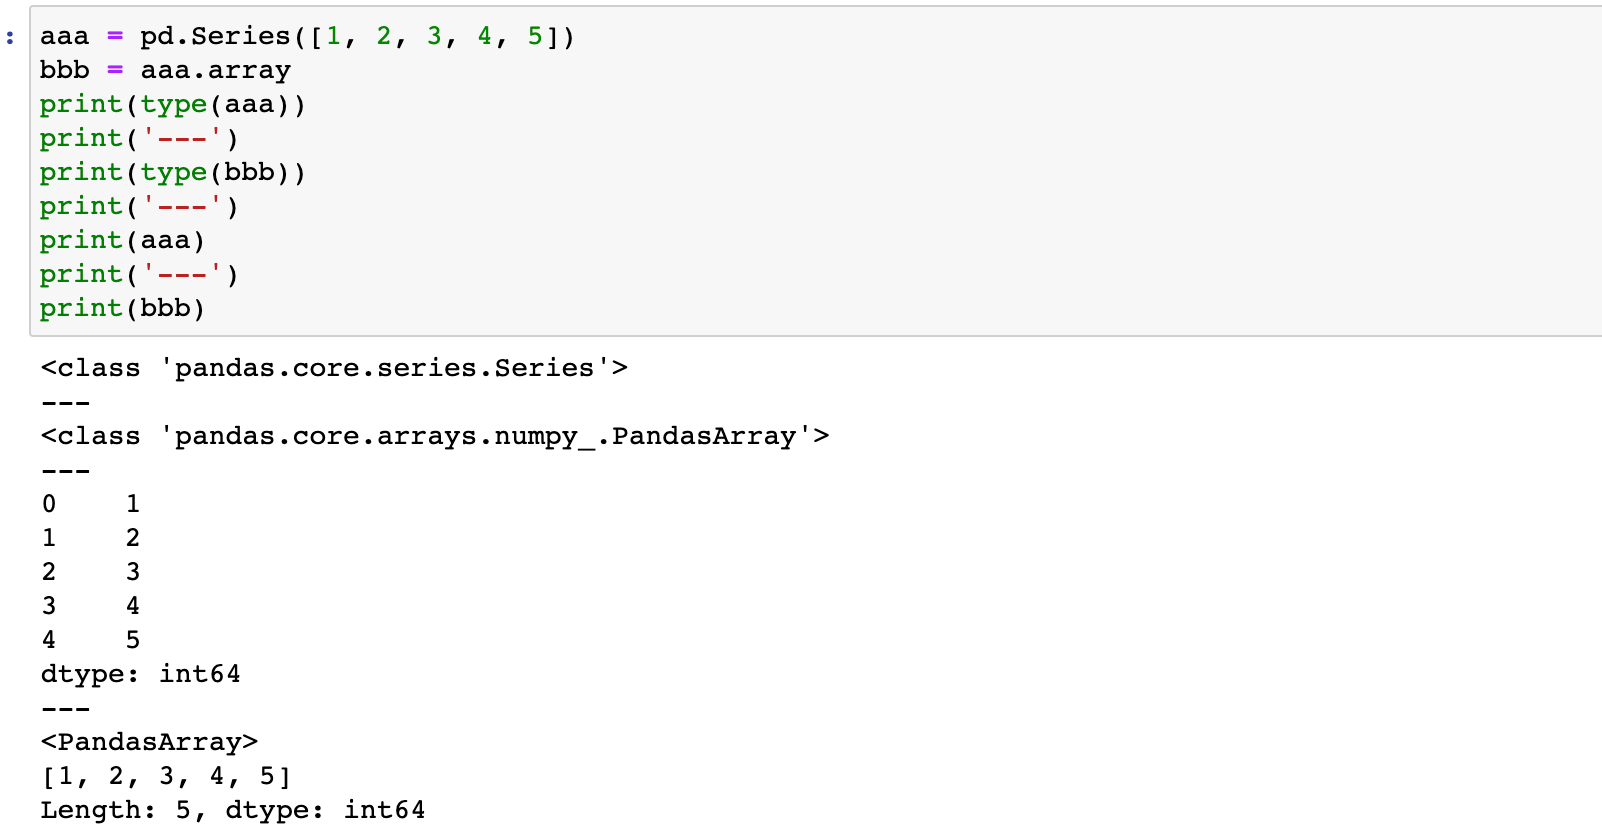 :
aaa = pd.Series([1, 2, 3, 4, 5])
bbb = aaa.array
print(type(aaa))
print('---')
print(type(bbb))
print('---')
print(aaa)
print('---')
print(bbb)
<class 'pandas.core.series.Series'>
---
<class 'pandas.core.arrays.numpy_.PandasArray'>
---
0    1
1    2
2    3
3    4
4    5
dtype: int64
---
<PandasArray>
[1, 2, 3, 4, 5]
Length: 5, dtype: int64